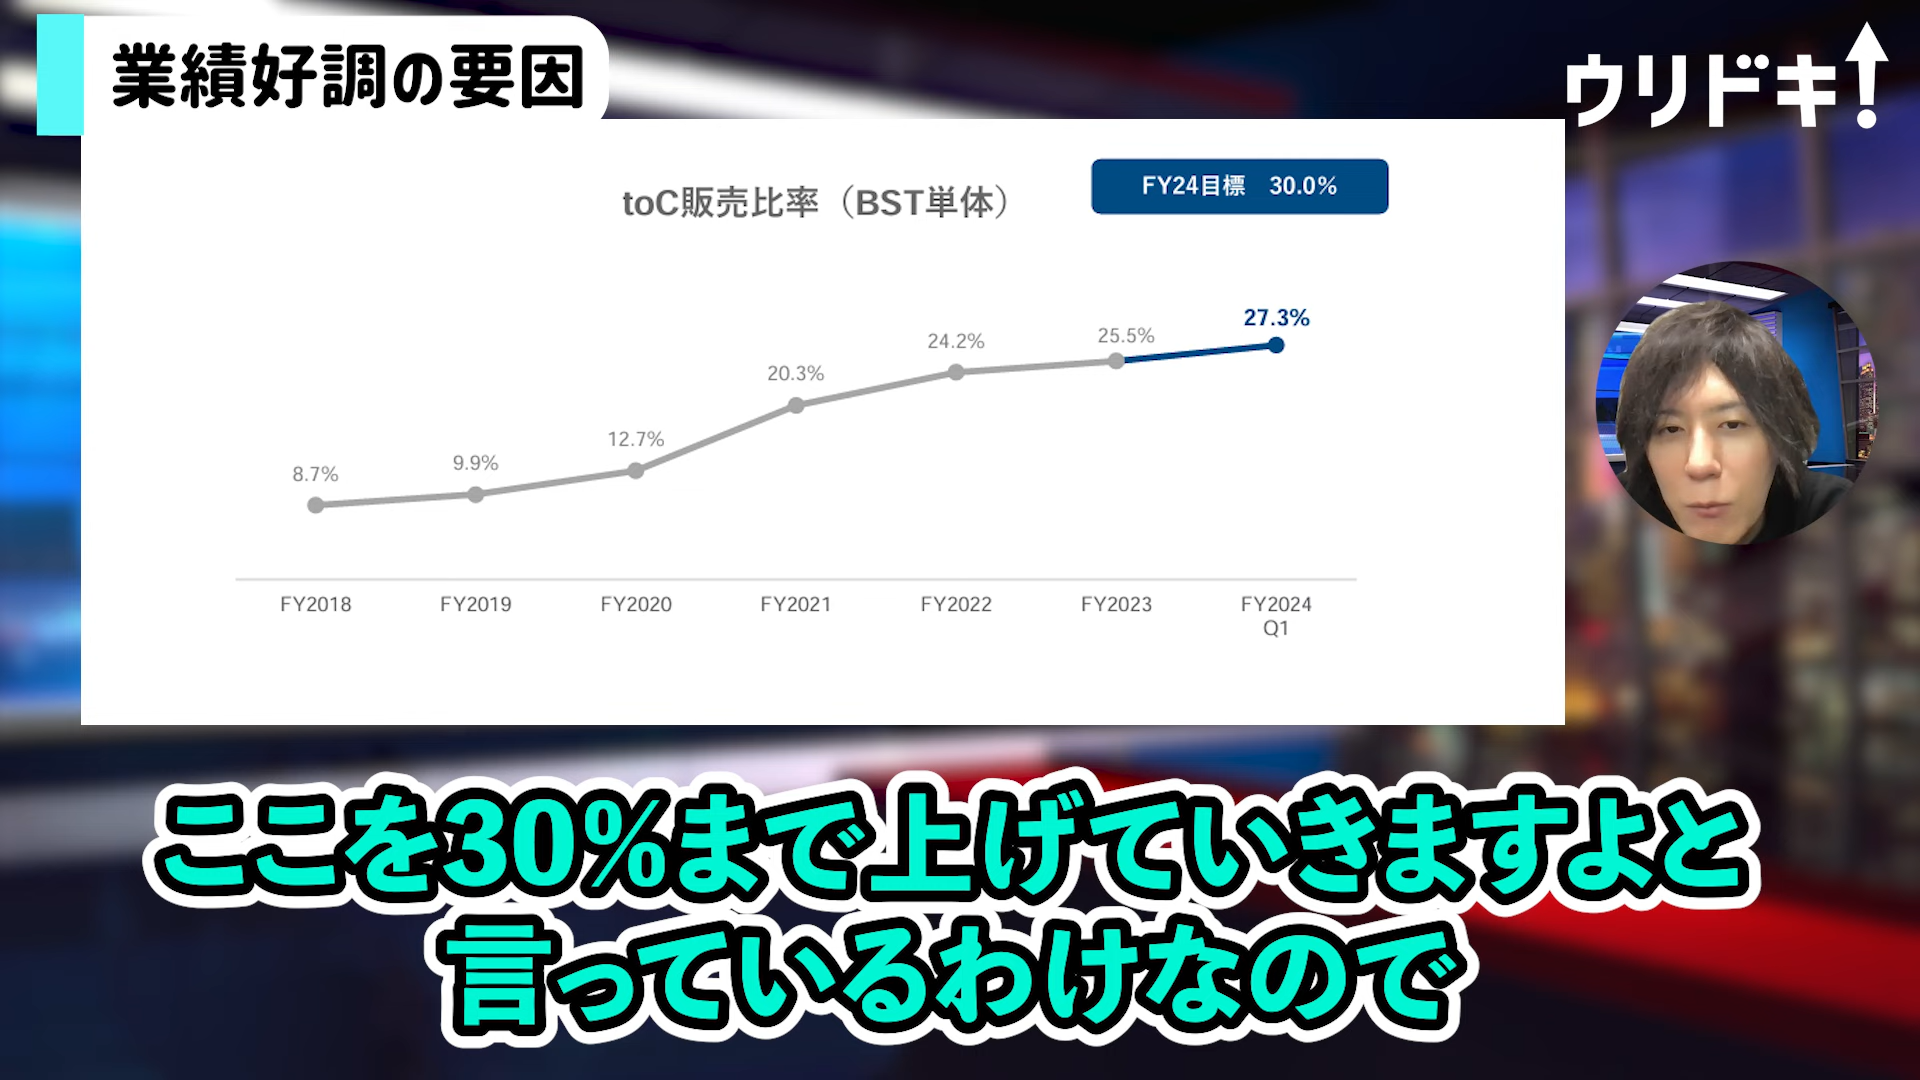 業績好調の要因
ウリドキ!
toC販売比率（BST単体）
FY24目標 30.0%
8.7%
9.9%
12.7%
20.3%
24.2%
25.5%
27.3%
FY2018
FY2019
FY2020
FY2021
FY2022
FY2023
FY2024
Q1
ここを30%まで上げていきますよと
言っているわけなので